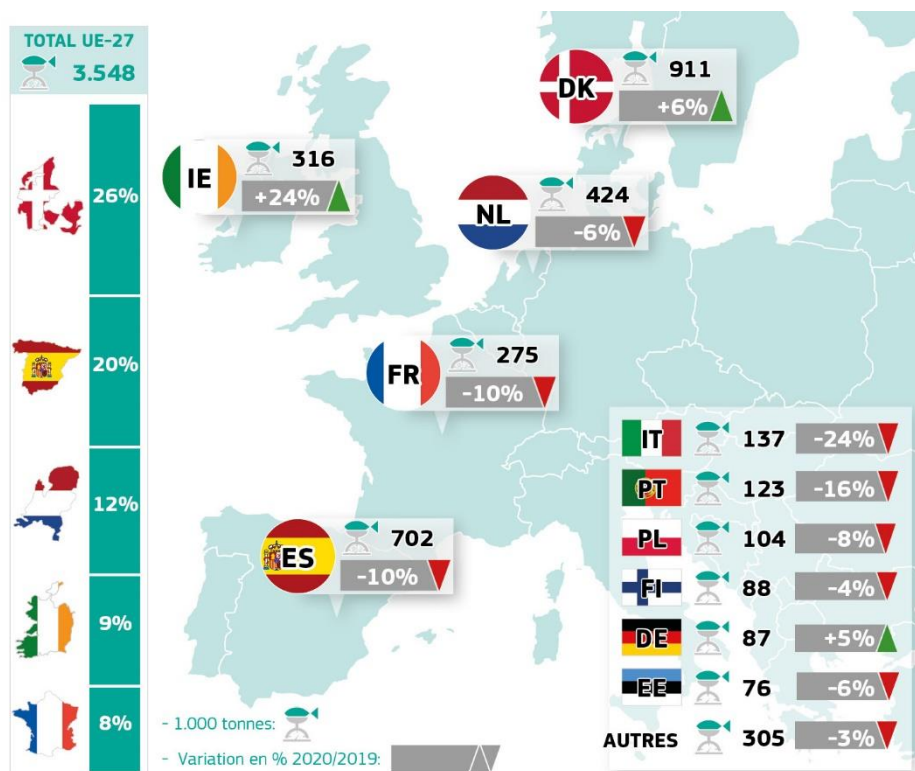 TOTAL UE-27
3.548
26%
20%
12%
9%
8%
DK
911
+6%
IE
316
+24%
NL
424
-6%
FR
275
-10%
ES
702
-10%
IT 137 -24%
PT 123 -16%
PL 104 -8%
FI 88 -4%
DE 87 +5%
EE 76 -6%
AUTRES 305 -3%
- 1.000 tonnes:
- Variation en % 2020/2019: